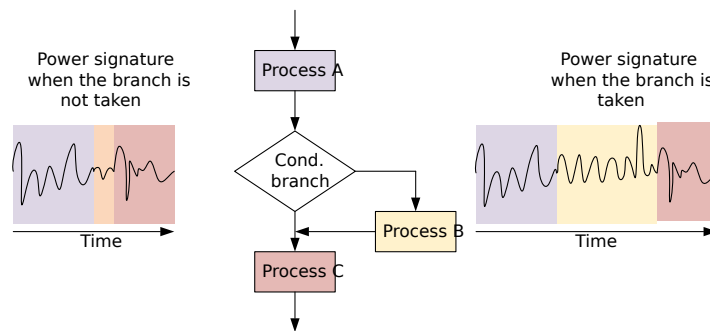 Power signature
when the branch is
not taken
Time
Process A
Cond.
branch
Process B
Process C
Power signature
when the branch is
taken
Time